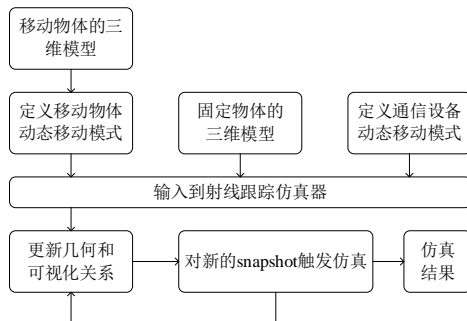 移动物体的三
维模型
定义移动物体
动态移动模式
固定物体的
三维模型
定义通信设备
动态移动模式
输入到射线跟踪仿真器
更新几何和
可视化关系
对新的snapshot触发仿真
仿真
结果